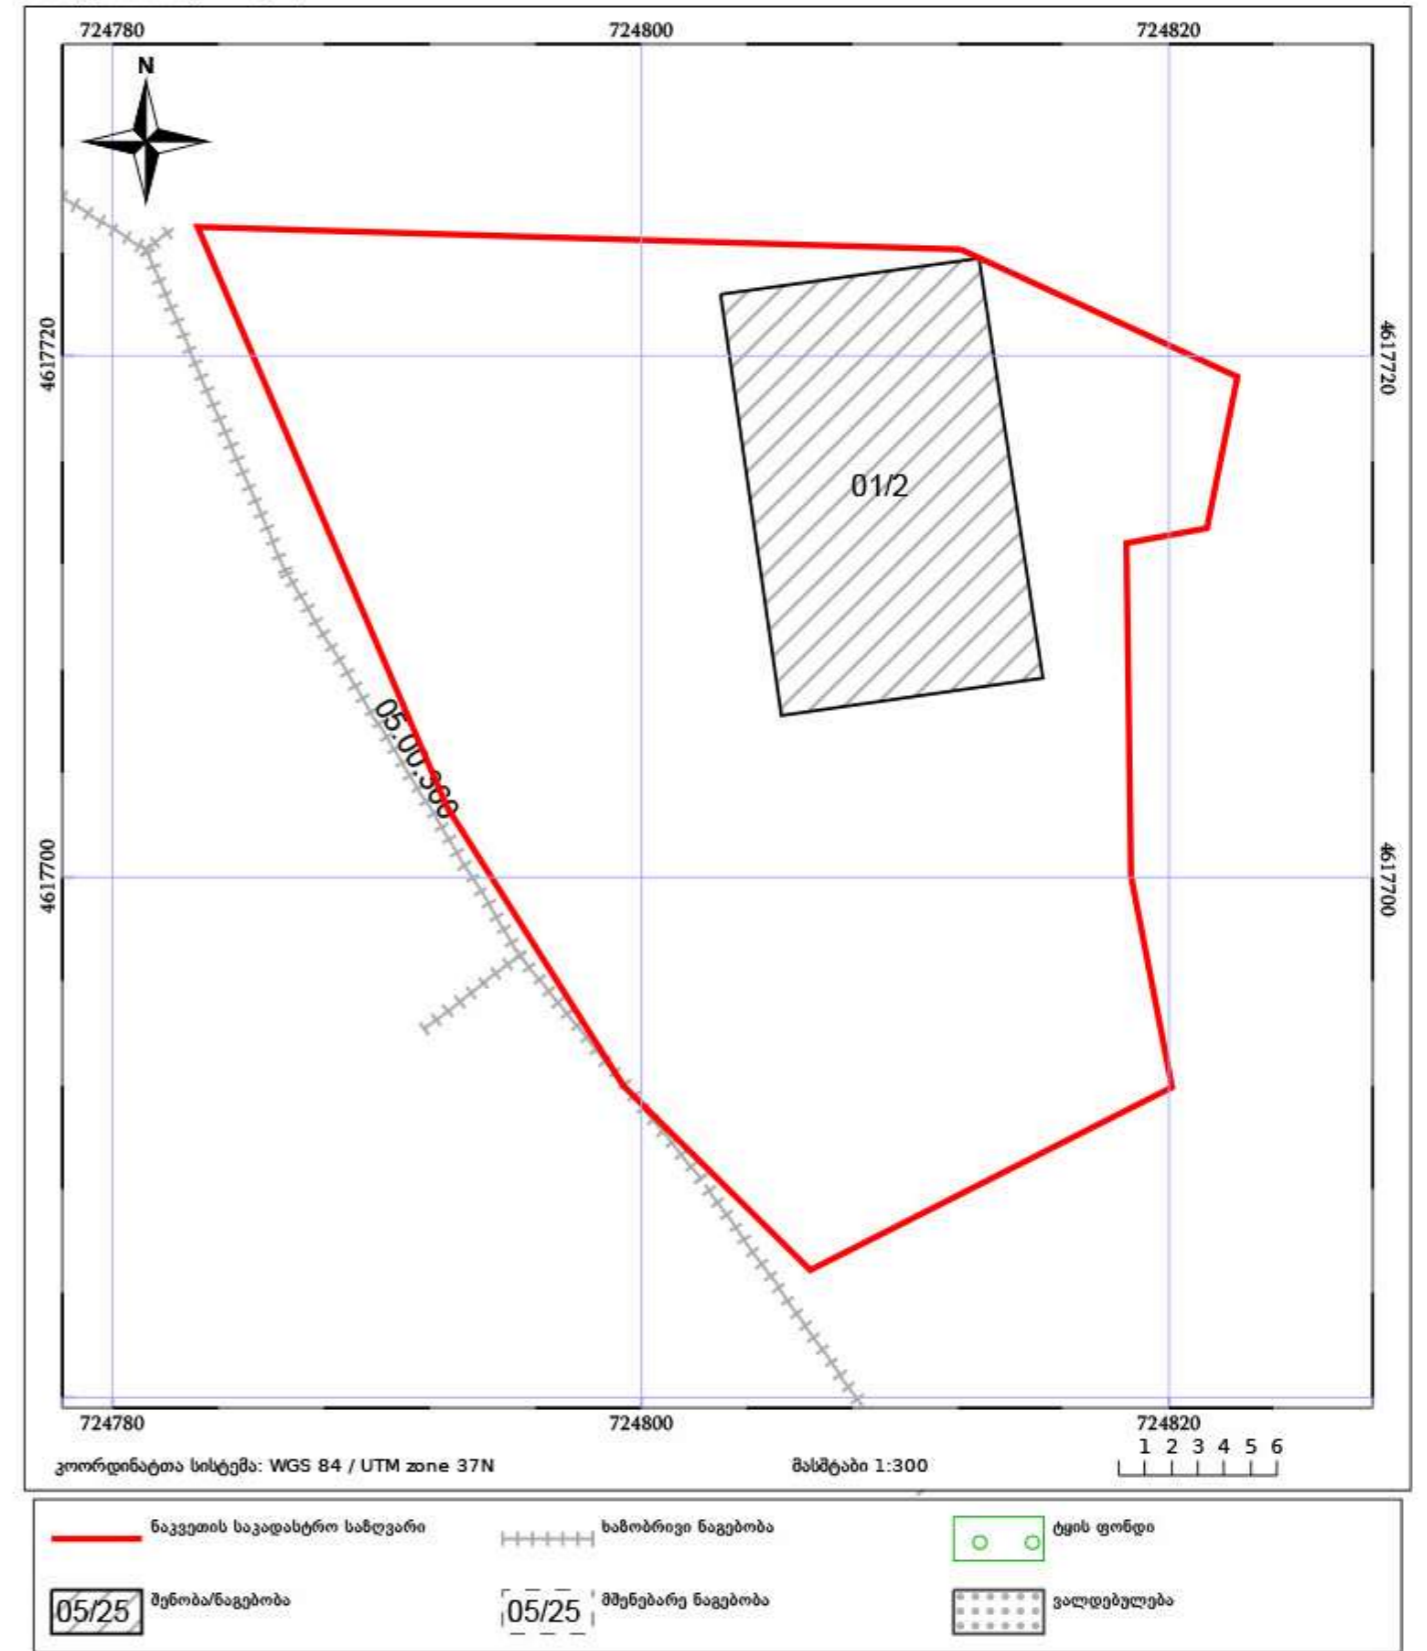 724780 724800 724820
N
4617720 4617720
01/2
05.00.360
4617700 4617700
724780 724800 724820
1 2 3 4 5 6
კოორდინატთა სისტემა: WGS 84 / UTM zone 37N მასშტაბი 1:300
ნაკვეთის საკადასტრო საზღვარი ხაზობრივი ნაგებობა ტყის ფონდი
05/25 შენობა/ნაგებობა 05/25 მშენებარე ნაგებობა ვალდებულება